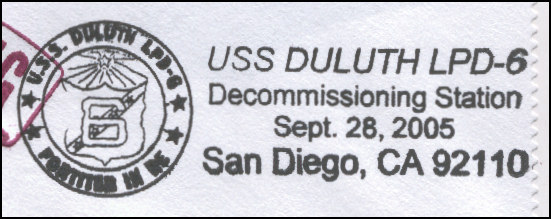 U.S.S. DULUTH LPD-6
6
FORTITER IN RE
USS DULUTH LPD-6
Decommissioning Station
Sept. 28, 2005
San Diego, CA 92110